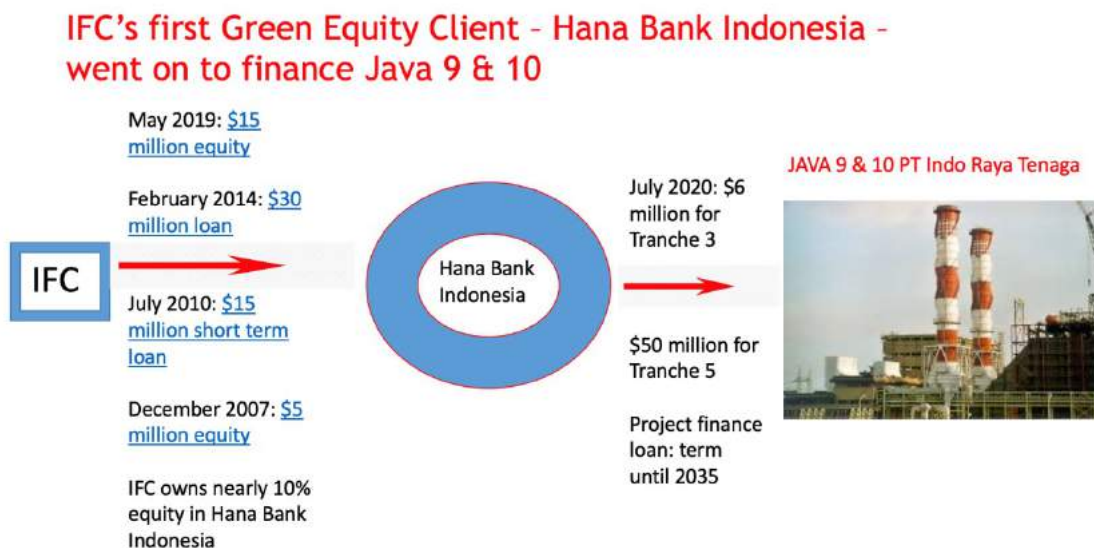 IFC's first Green Equity Client – Hana Bank Indonesia –
went on to finance Java 9 & 10
May 2019: $15
million equity
February 2014: $30
million loan
IFC
July 2010: $15
million short term
loan
December 2007: $5
million equity
IFC owns nearly 10%
equity in Hana Bank
Indonesia
Hana Bank
Indonesia
July 2020: $6
million for
Tranche 3
$50 million for
Tranche 5
Project finance
loan: term
until 2035
JAVA 9 & 10 PT Indo Raya Tenaga